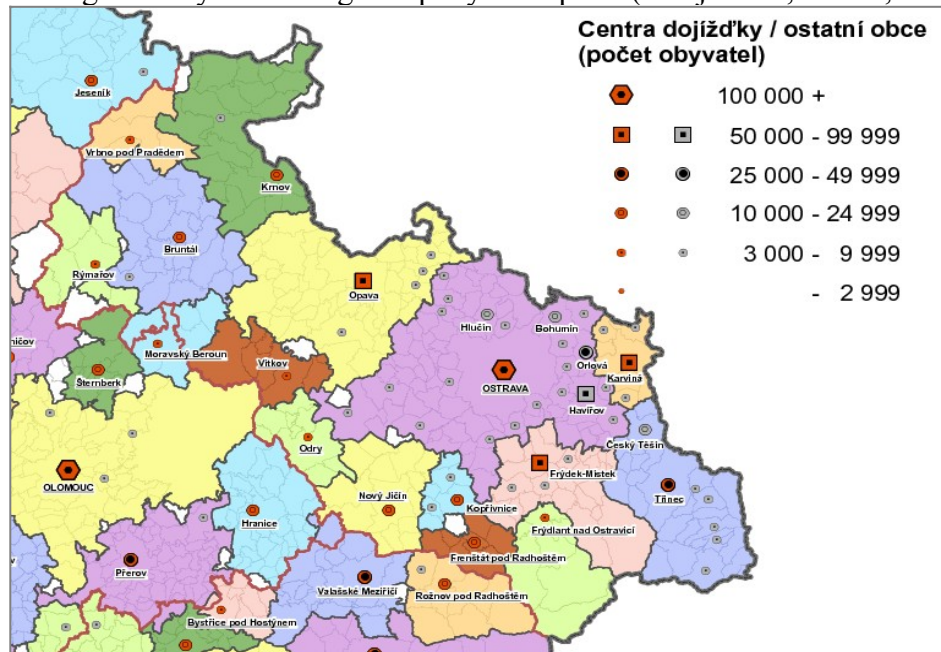 Centra dojížďky / ostatní obce
(počet obyvatel)
100 000 +
50 000 - 99 999
25 000 - 49 999
10 000 - 24 999
3 000 - 9 999
- 2 999
Jeseník
Vrbno pod Pradědem
Krnov
Bruntál
Rýmařov
Opava
Hlučín
Bohumín
Orlová
Karviná
Moravský Beroun
Vítkov
Šternberk
OSTRAVA
Havířov
Český Těšín
Odry
Frýdek-Místek
OLOMOUC
Třinec
Nový Jičín
Kopřivnice
Hranice
Frýdlant nad Ostravicí
Frenštát pod Radhoštěm
Přerov
Valašské Meziříčí
Rožnov pod Radhoštěm
Bystřice pod Hostýnem